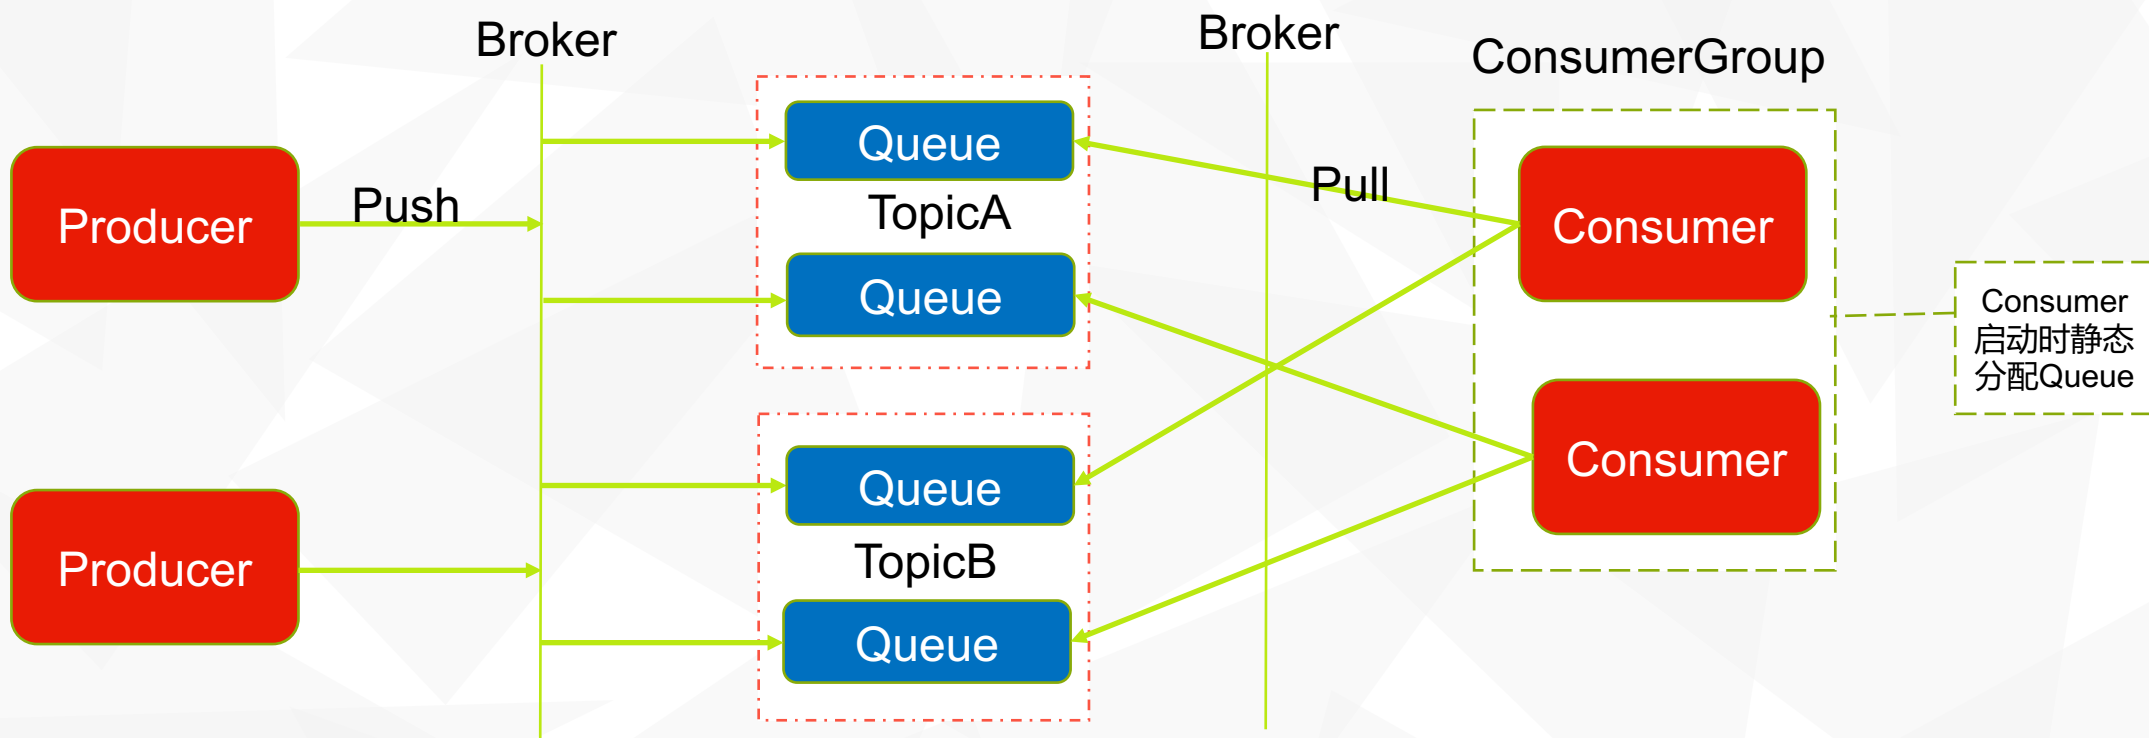 Broker
Broker
ConsumerGroup
Queue
Producer
Push
TopicA
Pull
Consumer
Queue
Consumer
启动时静态
分配Queue
Queue
Consumer
Producer
TopicB
Queue